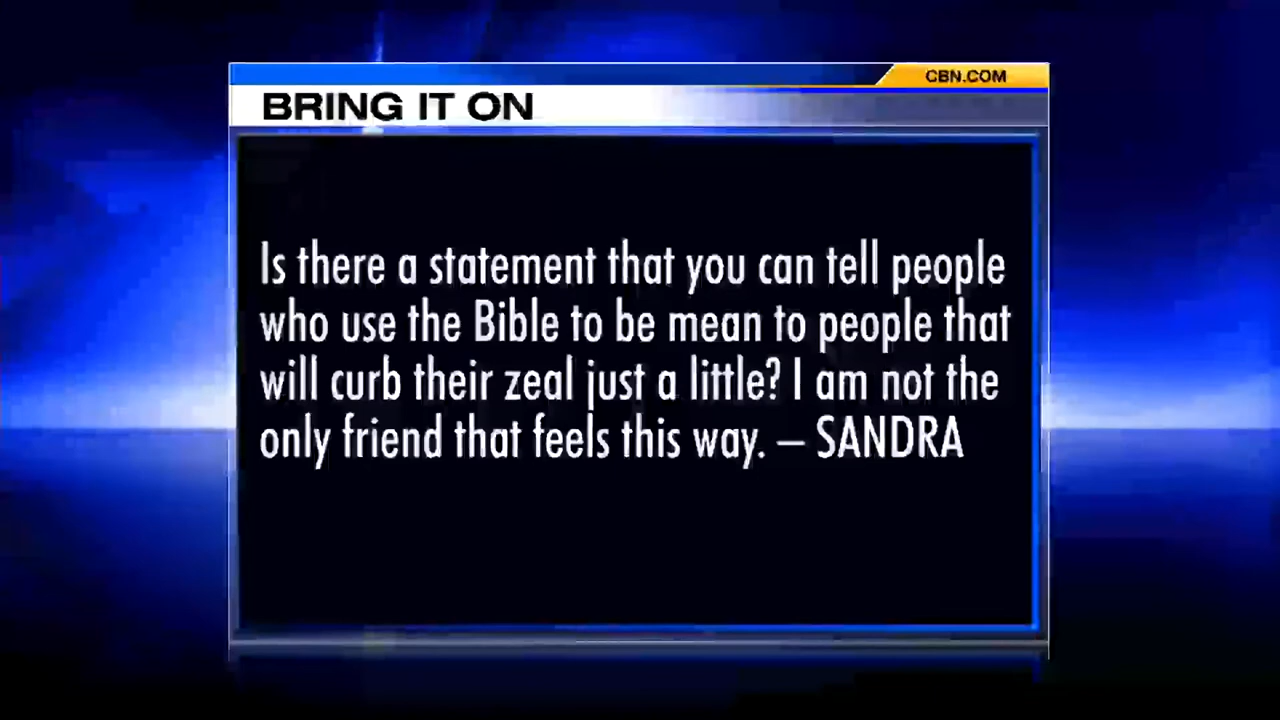 CBN.COM
BRING IT ON
Is there a statement that you can tell people
who use the Bible to be mean to people that
will curb their zeal just a little? I am not the
only friend that feels this way. – SANDRA